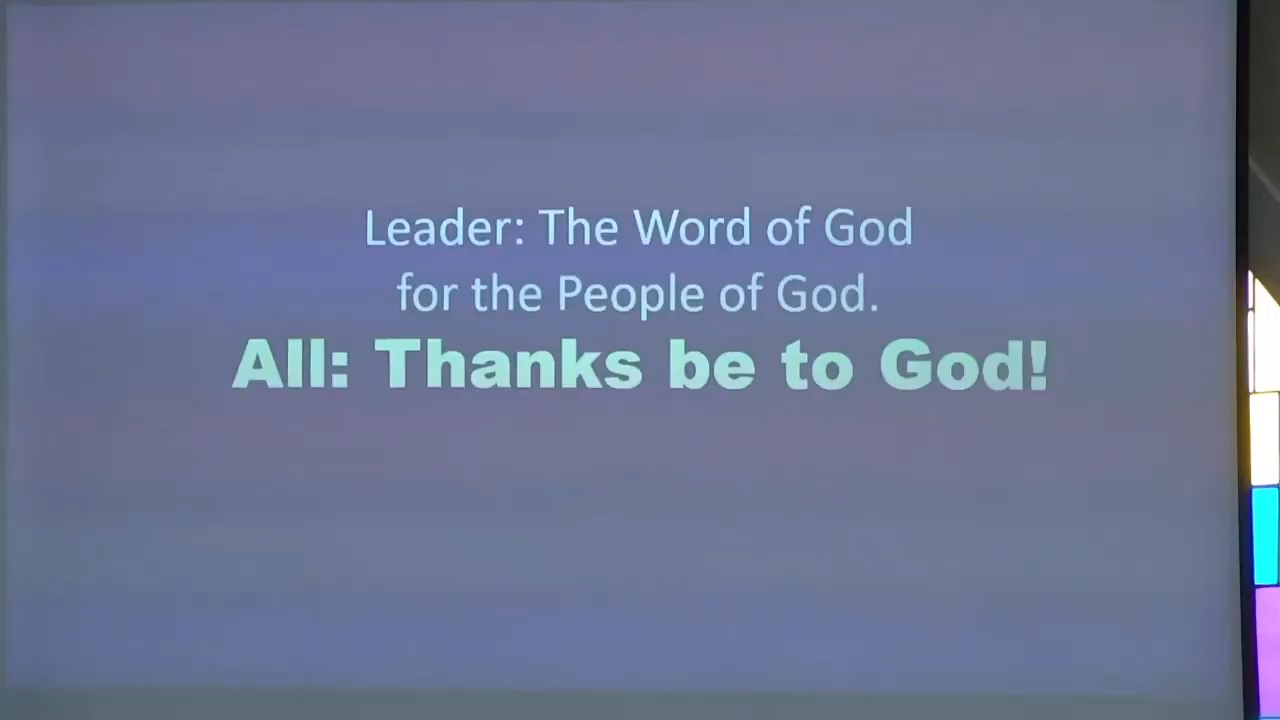 Leader: The Word of God
for the People of God.
All: Thanks be to God!